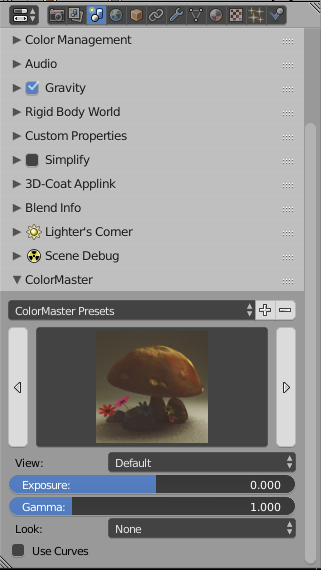 Color Management
Audio
Gravity
Rigid Body World
Custom Properties
Simplify
3D-Coat Applink
Blend Info
Lighter's Corner
Scene Debug
ColorMaster
ColorMaster Presets
View: Default
Exposure: 0.000
Gamma: 1.000
Look: None
Use Curves